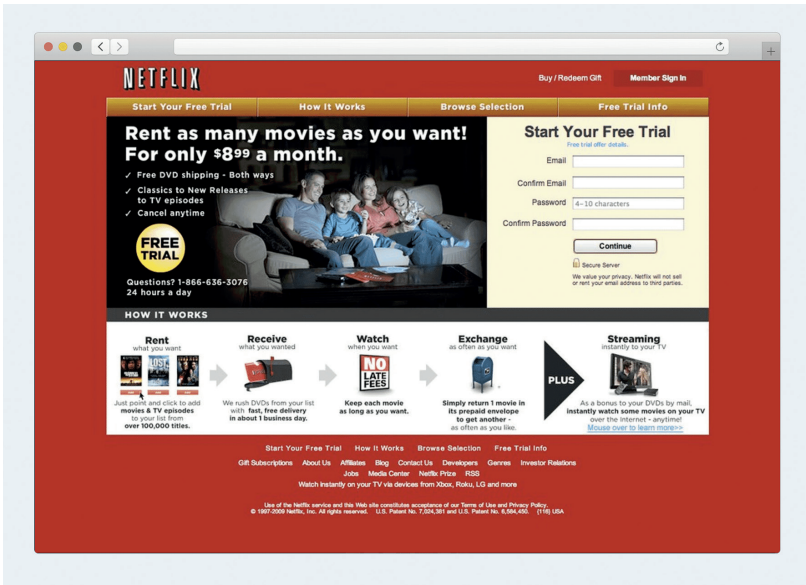 NETFLIX
Buy / Redeem Gift Member Sign In
Start Your Free Trial How It Works Browse Selection Free Trial Info
Rent as many movies as you want!
For only $8.99 a month.
✓ Free DVD shipping - Both ways
✓ Classics to New Releases
to TV episodes
✓ Cancel anytime
FREE
TRIAL
Questions? 1-866-636-3076
24 hours a day
Start Your Free Trial
Free trial offer details.
Email
Confirm Email
Password 4-10 characters
Confirm Password
Continue
Secure Server
We value your privacy. Netflix will not sell
or rent your email address to third parties.
HOW IT WORKS
Rent
what you want
LOST
Just point and click to add
movies & TV episodes
to your list from
over 100,000 titles.
Receive
what you wanted
We rush DVDs from your list
with fast, free delivery
in about 1 business day.
Watch
when you want
NO
LATE
FEES
Keep each movie
as long as you want.
Exchange
as often as you want
Simply return 1 movie in
its prepaid envelope
to get another -
as often as you like.
PLUS
Streaming
instantly to your TV
As a bonus to your DVDs by mail,
instantly watch some movies on your TV
over the Internet - anytime!
Mouse over to learn more>>
Start Your Free Trial How It Works Browse Selection Free Trial Info
Gift Subscriptions About Us Affiliates Blog Contact Us Developers Genres Investor Relations
Jobs Media Center Netflix Prize RSS
Watch instantly on your TV via devices from Xbox, Roku, LG and more
Use of the Netflix service and this Web site constitutes acceptance of our Terms of Use and Privacy Policy.
© 1997-2009 Netflix, Inc. All rights reserved. U.S. Patent No. 7,024,381 and U.S. Patent No. 6,584,450. (116) USA